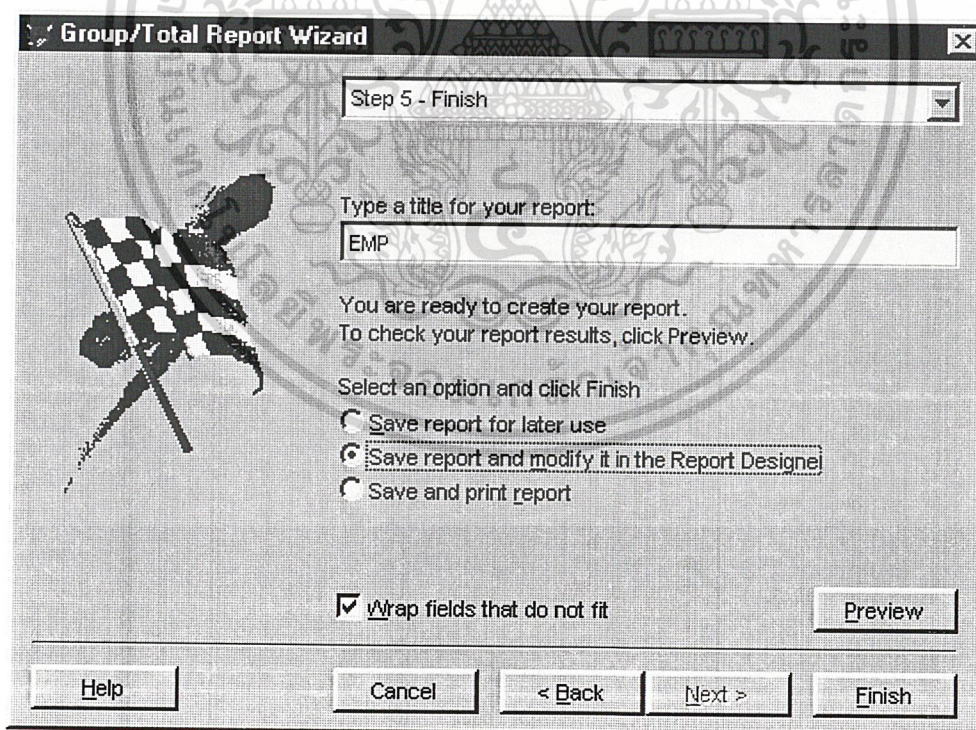 Group/Total Report Wizard
Step 5 - Finish
Type a title for your report:
EMP
You are ready to create your report.
To check your report results, click Preview.
Select an option and click Finish
Save report for later use
Save report and modify it in the Report Designe
Save and print report
Wrap fields that do not fit
Preview
Help
Cancel
< Back
Next >
Finish